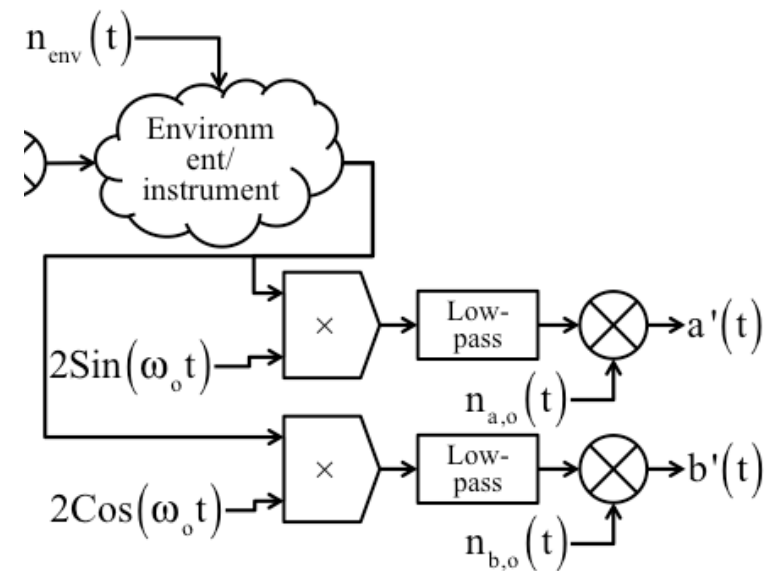 n_env(t)
Environm
ent/
instrument
×
Low-
pass
a'(t)
2Sin(ω_o t)
n_a,o(t)
×
Low-
pass
b'(t)
2Cos(ω_o t)
n_b,o(t)